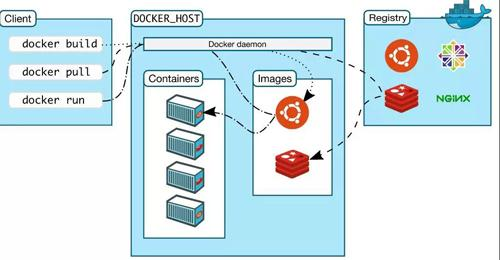 Client
docker build
docker pull
docker run
DOCKER_HOST
Docker daemon
Containers
Images
Registry
NGINX